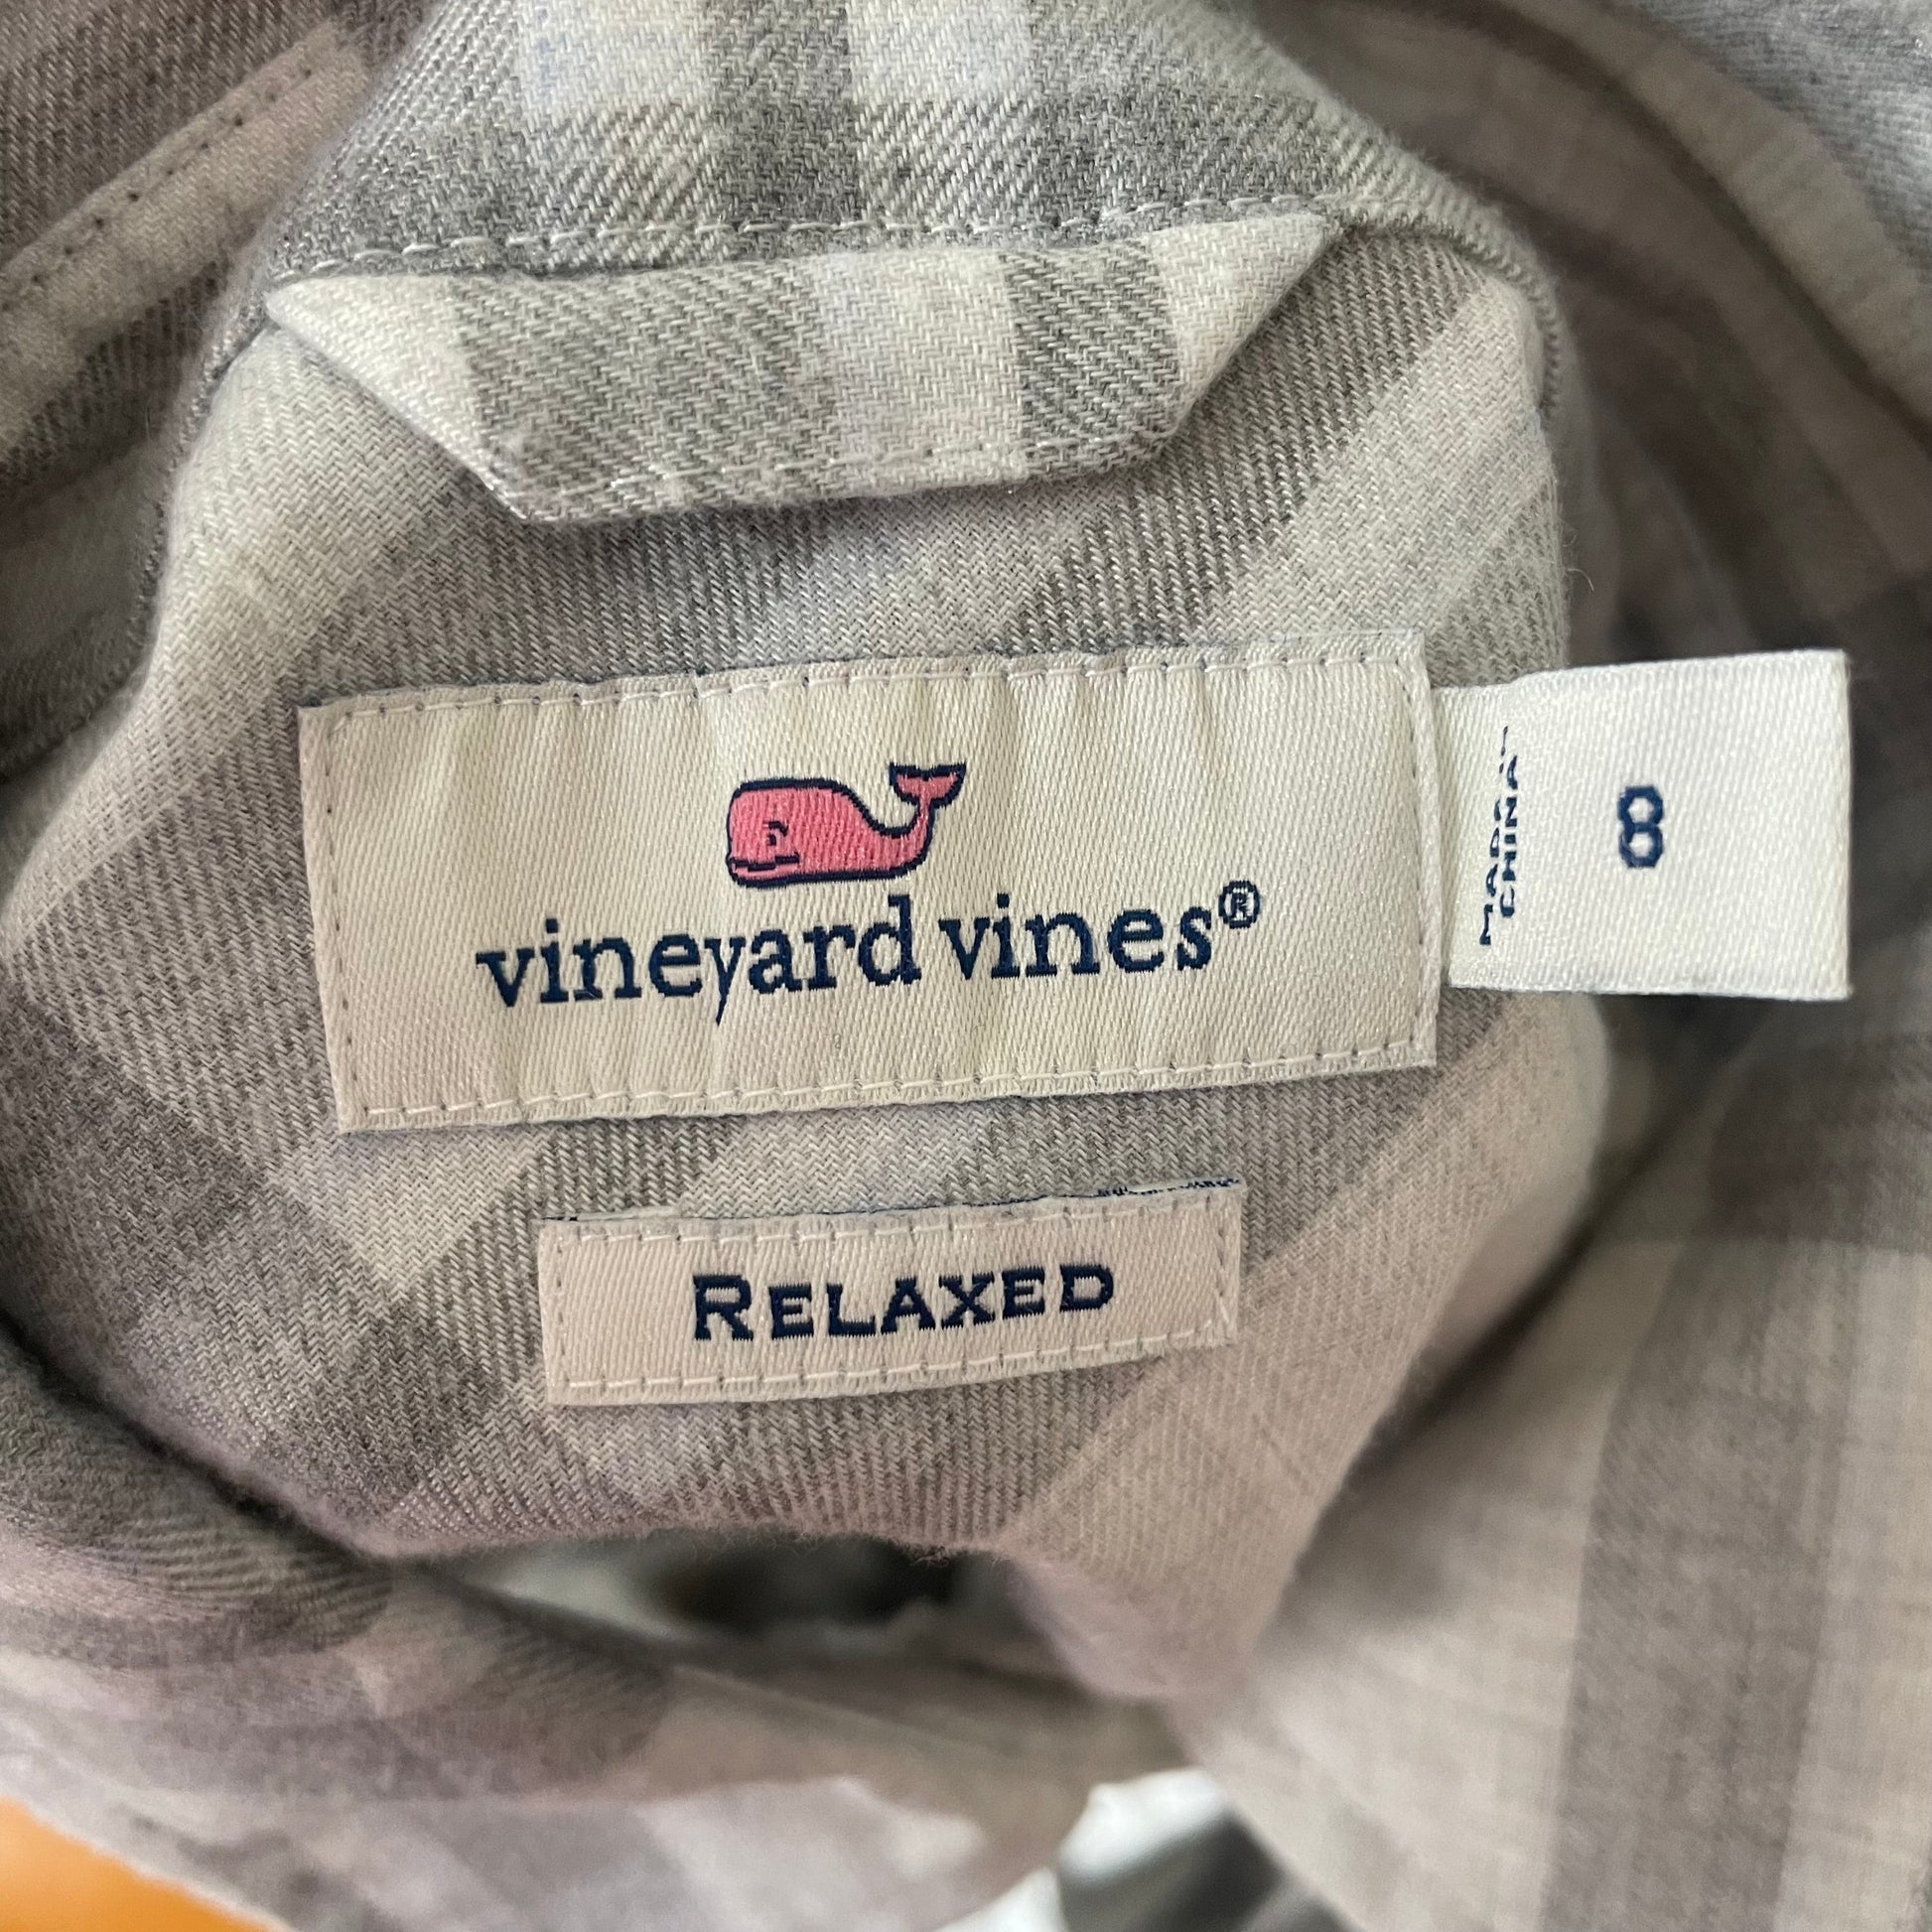 vineyard vines®
MADE IN
CHINA
8
RELAXED